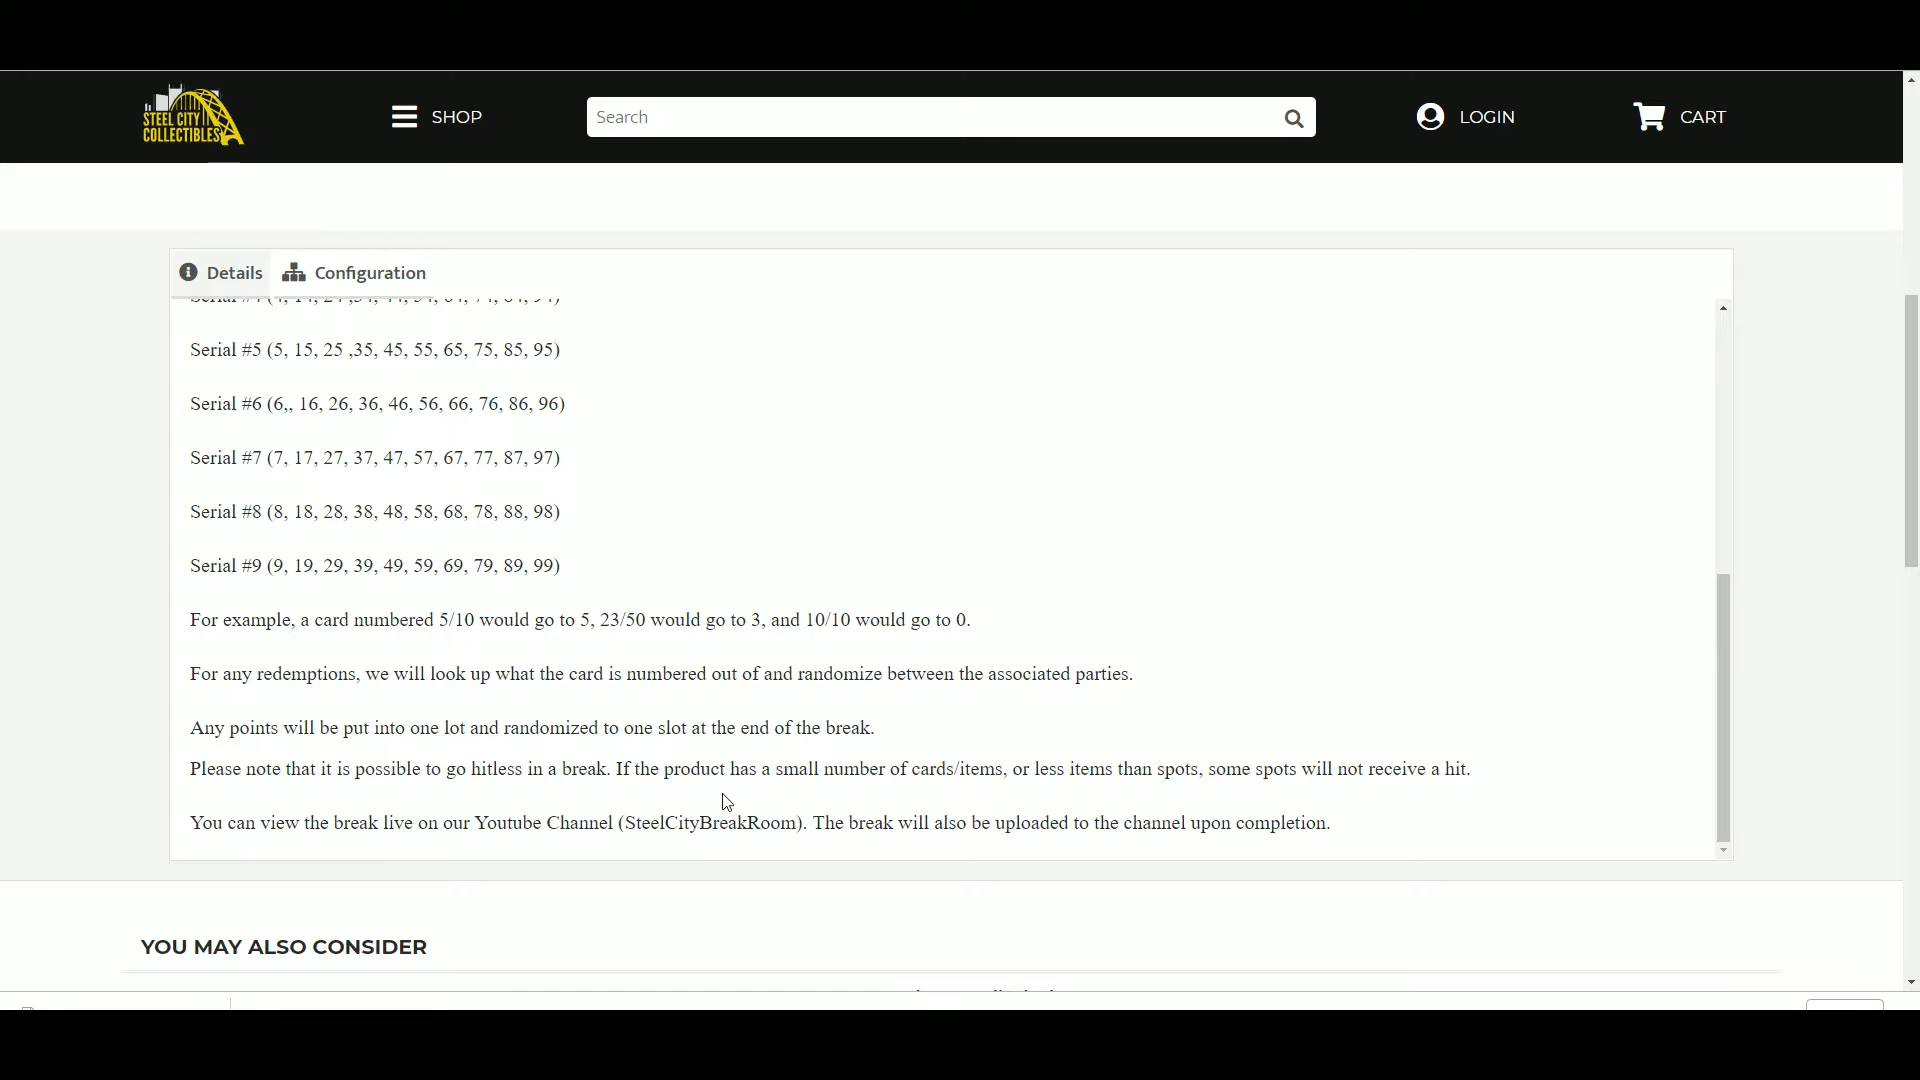 STEEL CITY
COLLECTIBLES
SHOP
Search
LOGIN
CART
Details
Configuration
Serial #5 (5, 15, 25 ,35, 45, 55, 65, 75, 85, 95)
Serial #6 (6,, 16, 26, 36, 46, 56, 66, 76, 86, 96)
Serial #7 (7, 17, 27, 37, 47, 57, 67, 77, 87, 97)
Serial #8 (8, 18, 28, 38, 48, 58, 68, 78, 88, 98)
Serial #9 (9, 19, 29, 39, 49, 59, 69, 79, 89, 99)
For example, a card numbered 5/10 would go to 5, 23/50 would go to 3, and 10/10 would go to 0.
For any redemptions, we will look up what the card is numbered out of and randomize between the associated parties.
Any points will be put into one lot and randomized to one slot at the end of the break.
Please note that it is possible to go hitless in a break. If the product has a small number of cards/items, or less items than spots, some spots will not receive a hit.
You can view the break live on our Youtube Channel (SteelCityBreakRoom). The break will also be uploaded to the channel upon completion.
YOU MAY ALSO CONSIDER